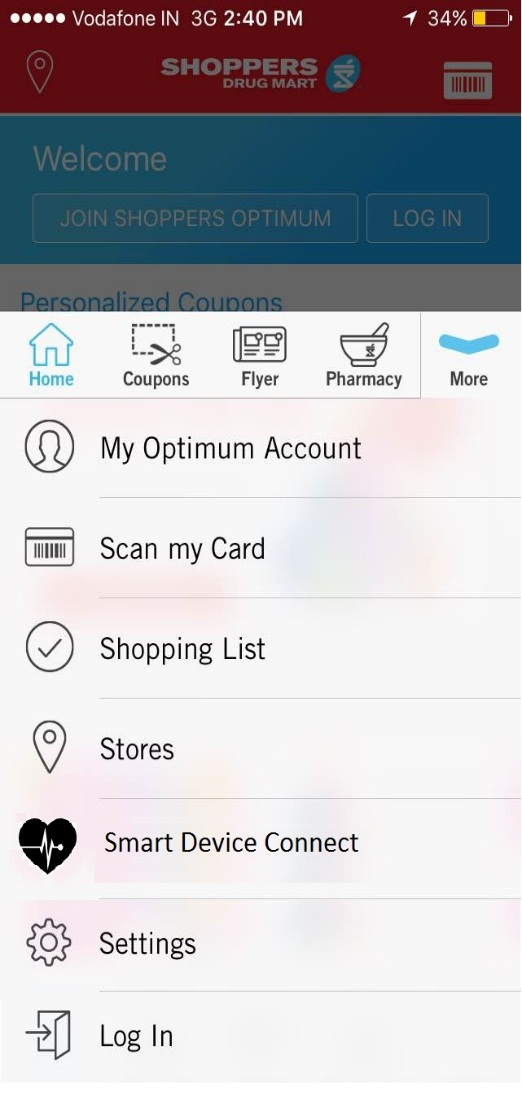 Vodafone IN 3G 2:40 PM 34%
SHOPPERS
DRUG MART
Welcome
JOIN SHOPPERS OPTIMUM LOG IN
Personalized Coupons
Home Coupons Flyer Pharmacy More
My Optimum Account
Scan my Card
Shopping List
Stores
Smart Device Connect
Settings
Log In